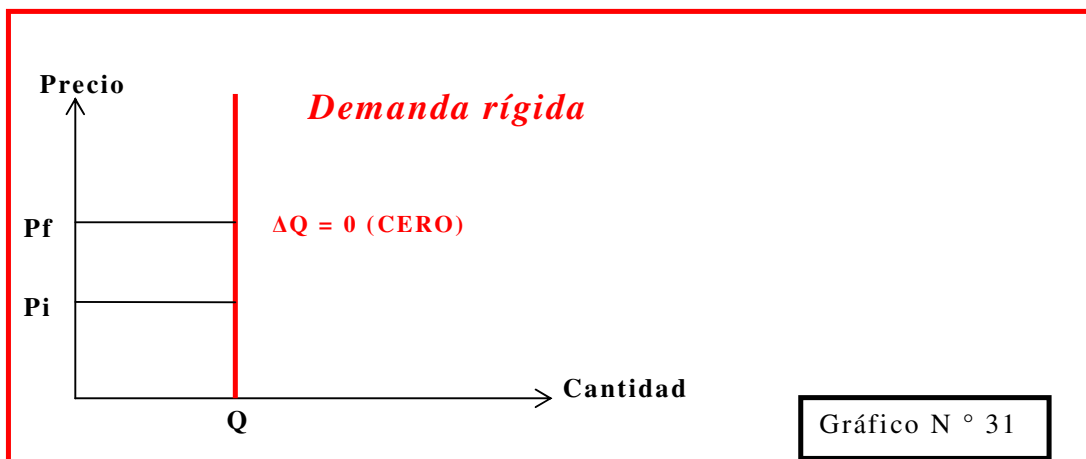 Precio
Demanda rígida
Pf
ΔQ = 0 (CERO)
Pi
Cantidad
Q
Gráfico N ° 31